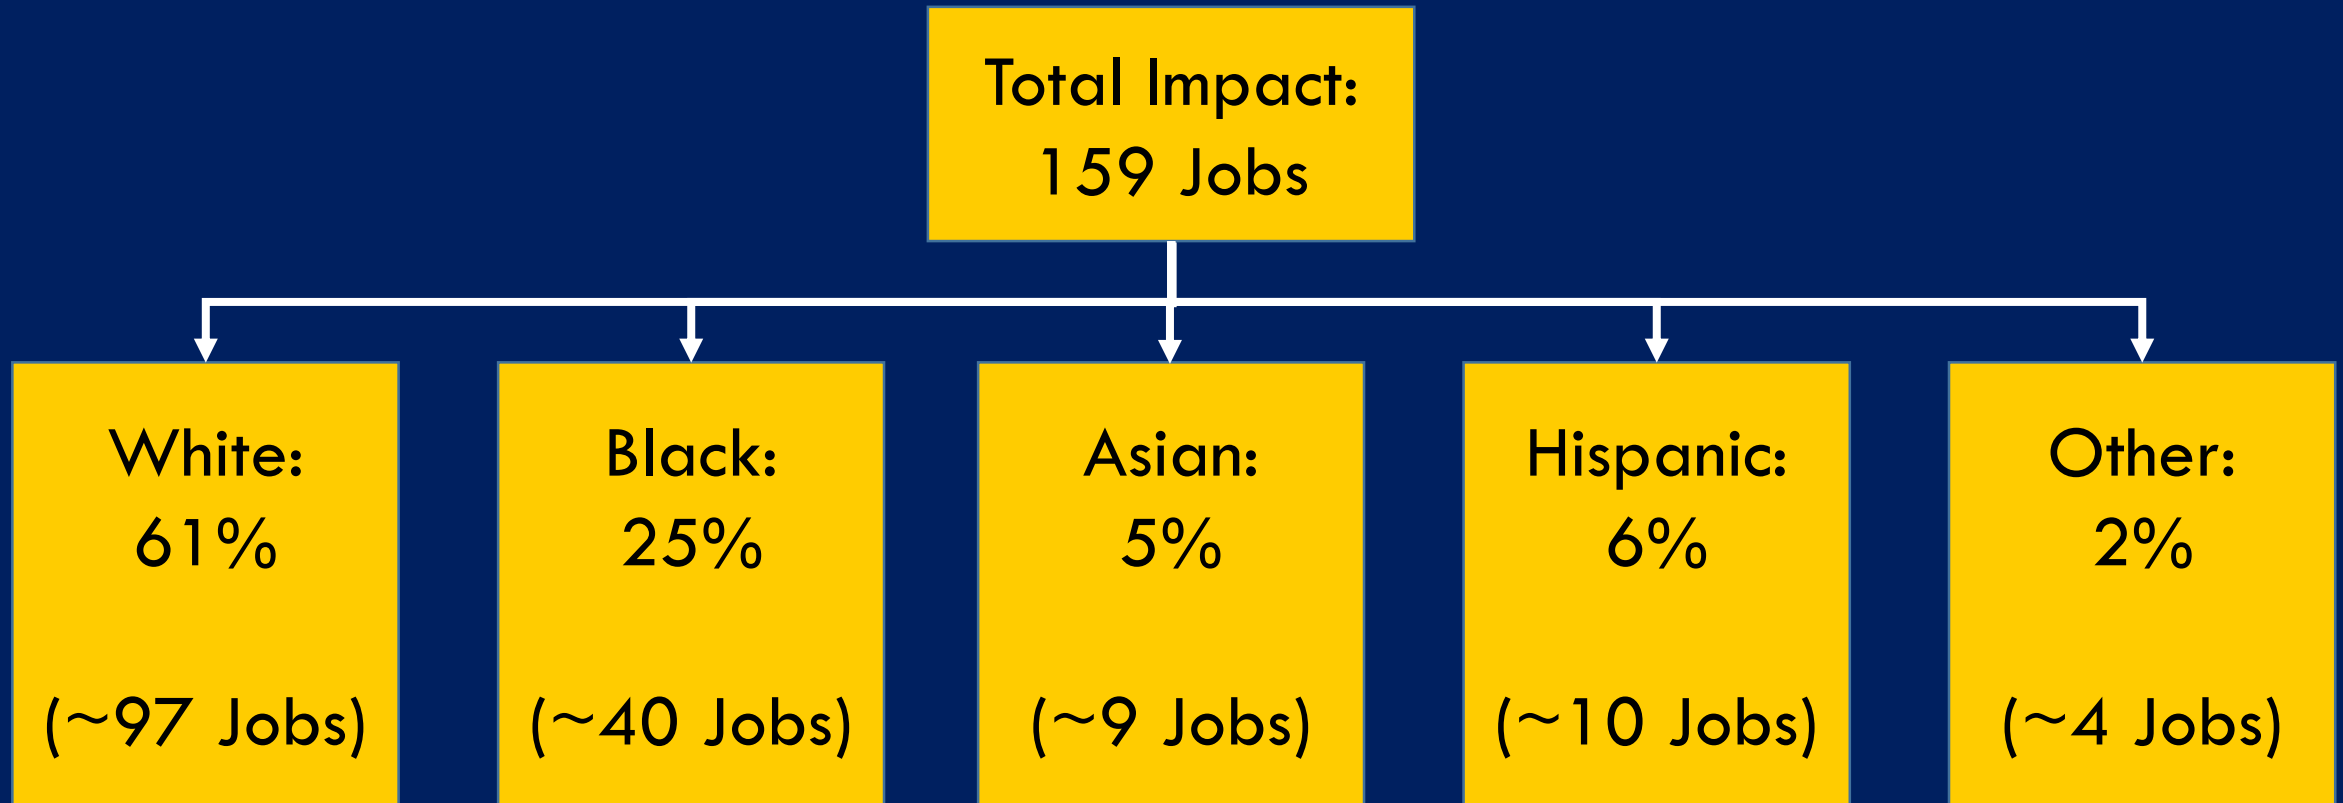 Total Impact:
159 Jobs
White:
61%
(~97 Jobs)
Black:
25%
(~40 Jobs)
Asian:
5%
(~9 Jobs)
Hispanic:
6%
(~10 Jobs)
Other:
2%
(~4 Jobs)